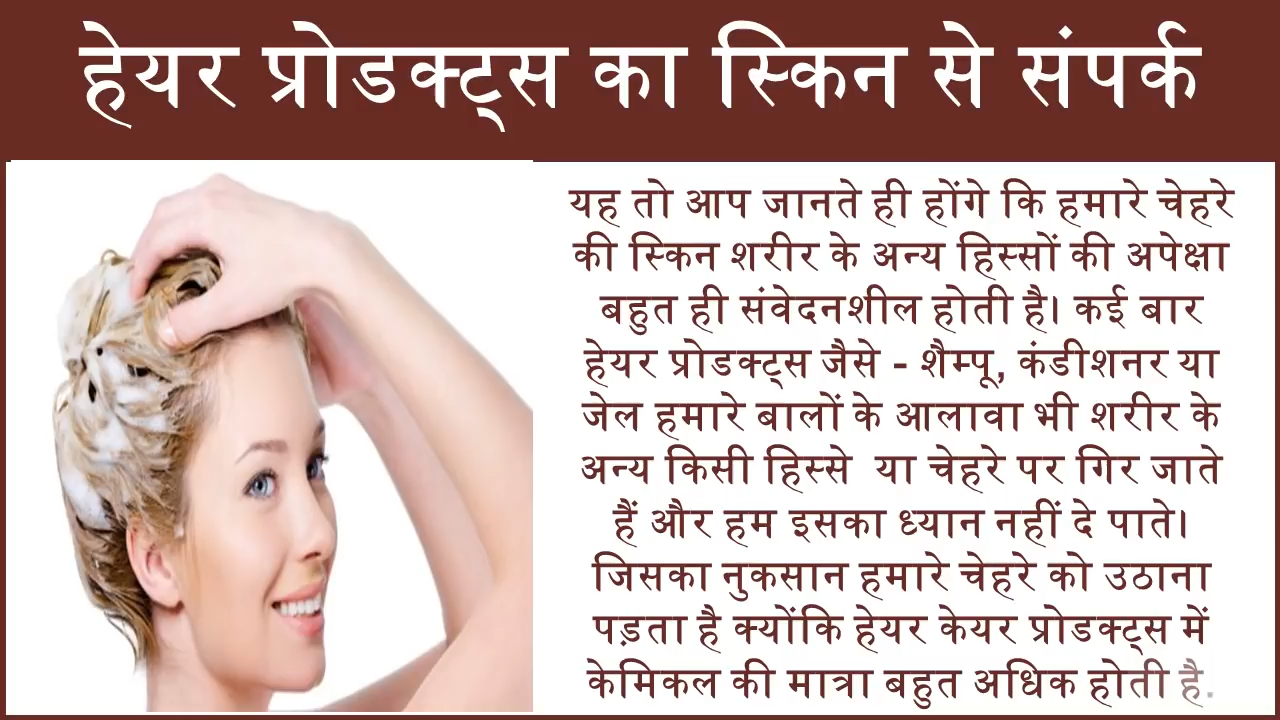 हेयर प्रोडक्ट्स का स्किन से संपर्क
यह तो आप जानते ही होंगे कि हमारे चेहरे
की स्किन शरीर के अन्य हिस्सों की अपेक्षा
बहुत ही संवेदनशील होती है। कई बार
हेयर प्रोडक्ट्स जैसे - शैम्पू, कंडीशनर या
जेल हमारे बालों के आलावा भी शरीर के
अन्य किसी हिस्से या चेहरे पर गिर जाते
हैं और हम इसका ध्यान नहीं दे पाते।
जिसका नुकसान हमारे चेहरे को उठाना
पड़ता है क्योंकि हेयर केयर प्रोडक्ट्स में
केमिकल की मात्रा बहुत अधिक होती है.